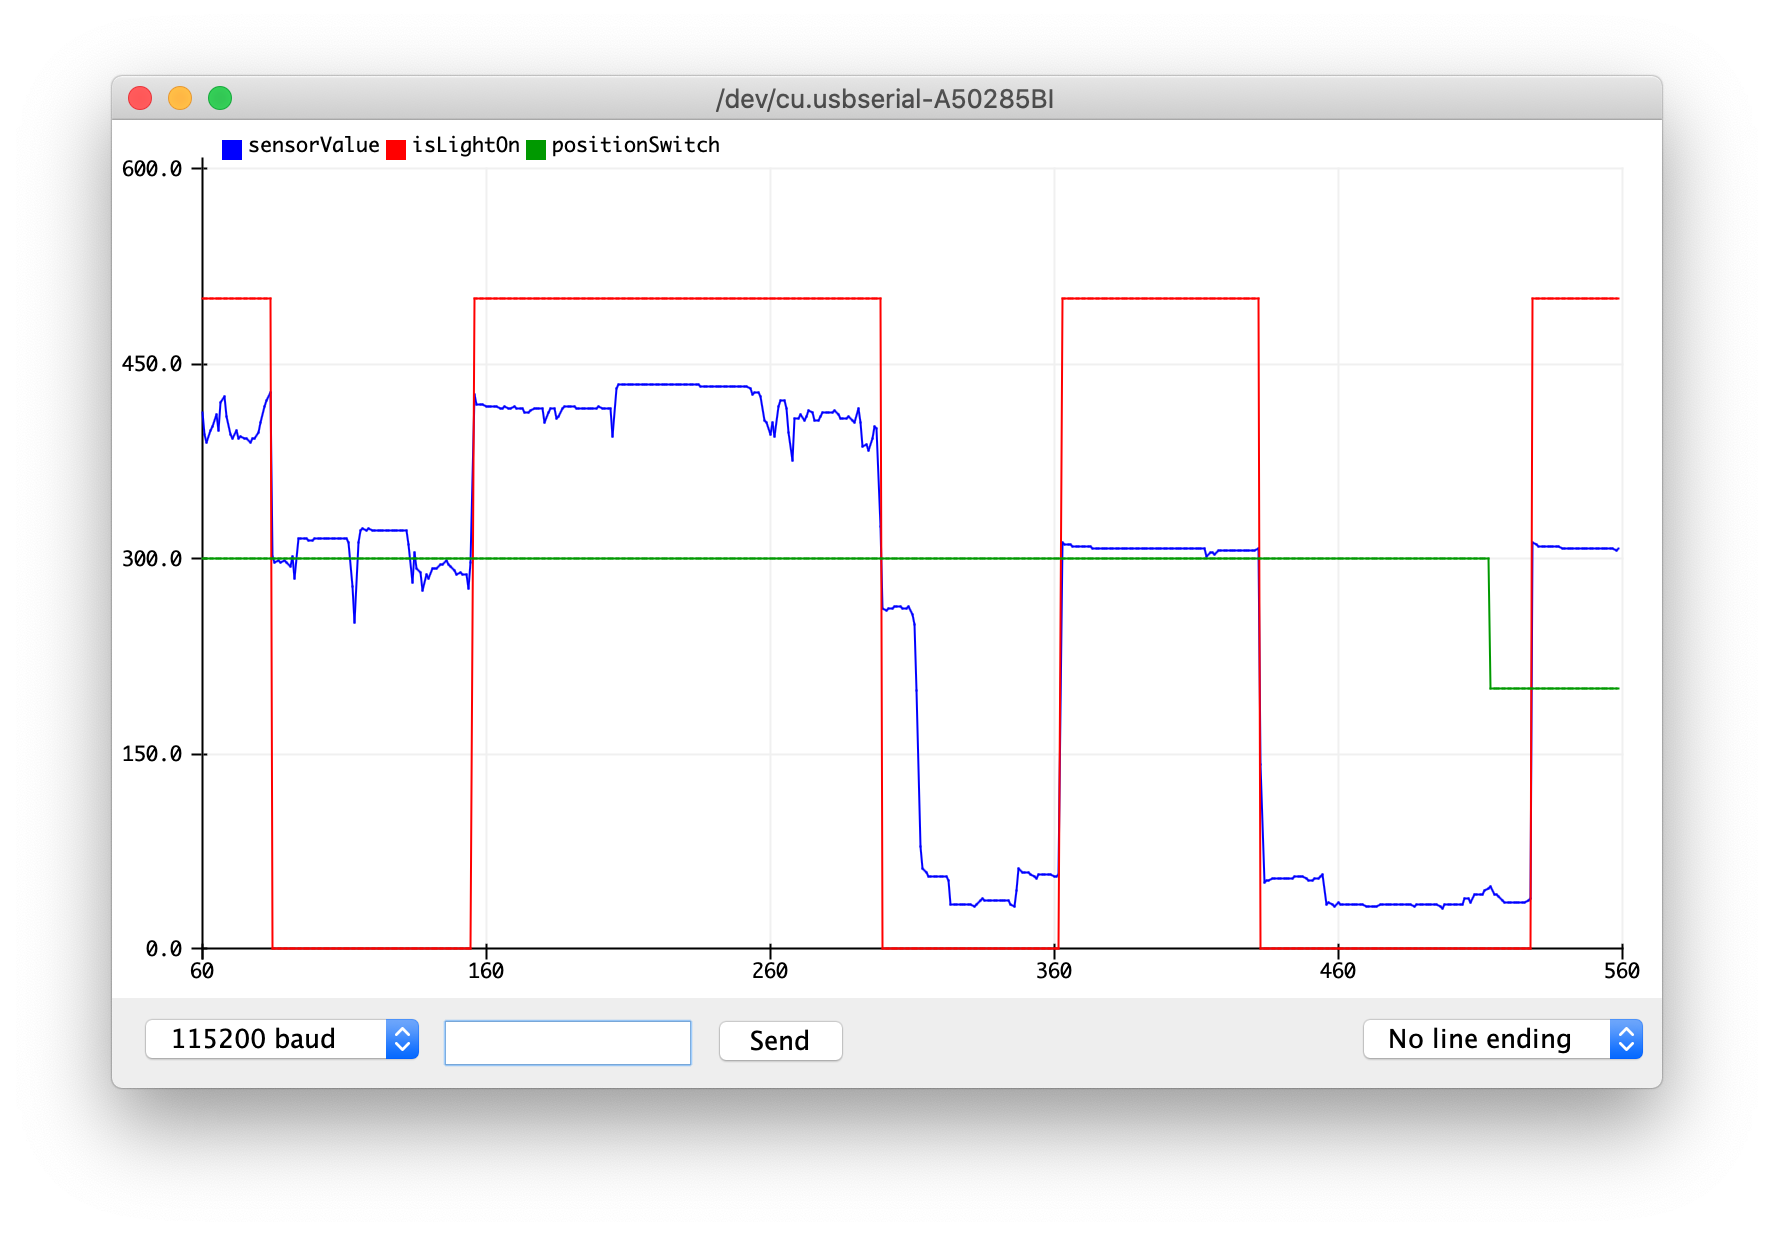 /dev/cu.usbserial-A50285BI
sensorValue isLightOn positionSwitch
600.0
450.0
300.0
150.0
0.0
60 160 260 360 460 560
115200 baud Send No line ending